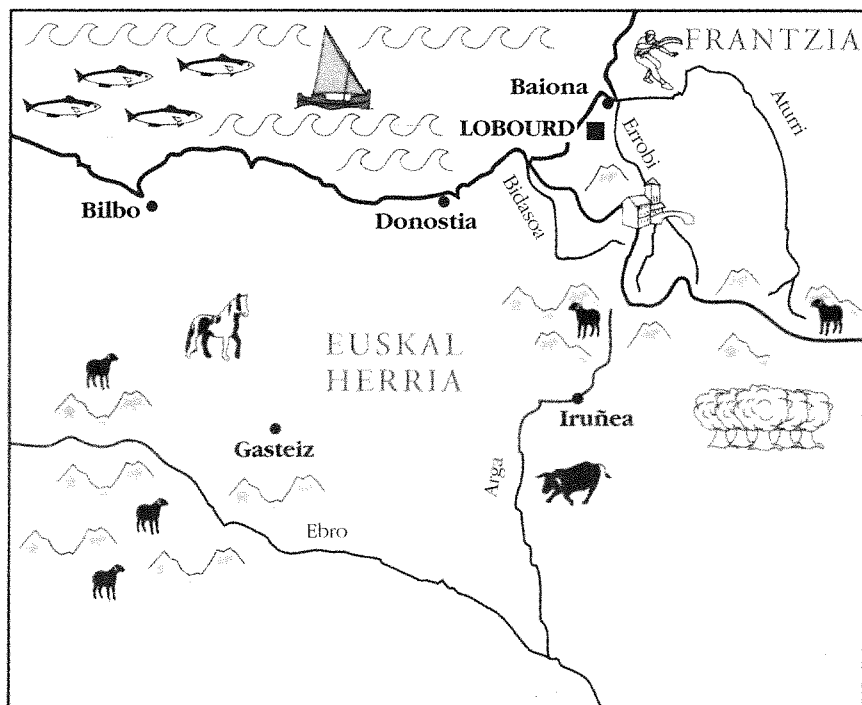 FRANTZIA
Baiona
LOBOURD
Errobi
Aturri
Bidasoa
Bilbo
Donostia
EUSKAL
HERRIA
Iruñea
Gasteiz
Arga
Ebro